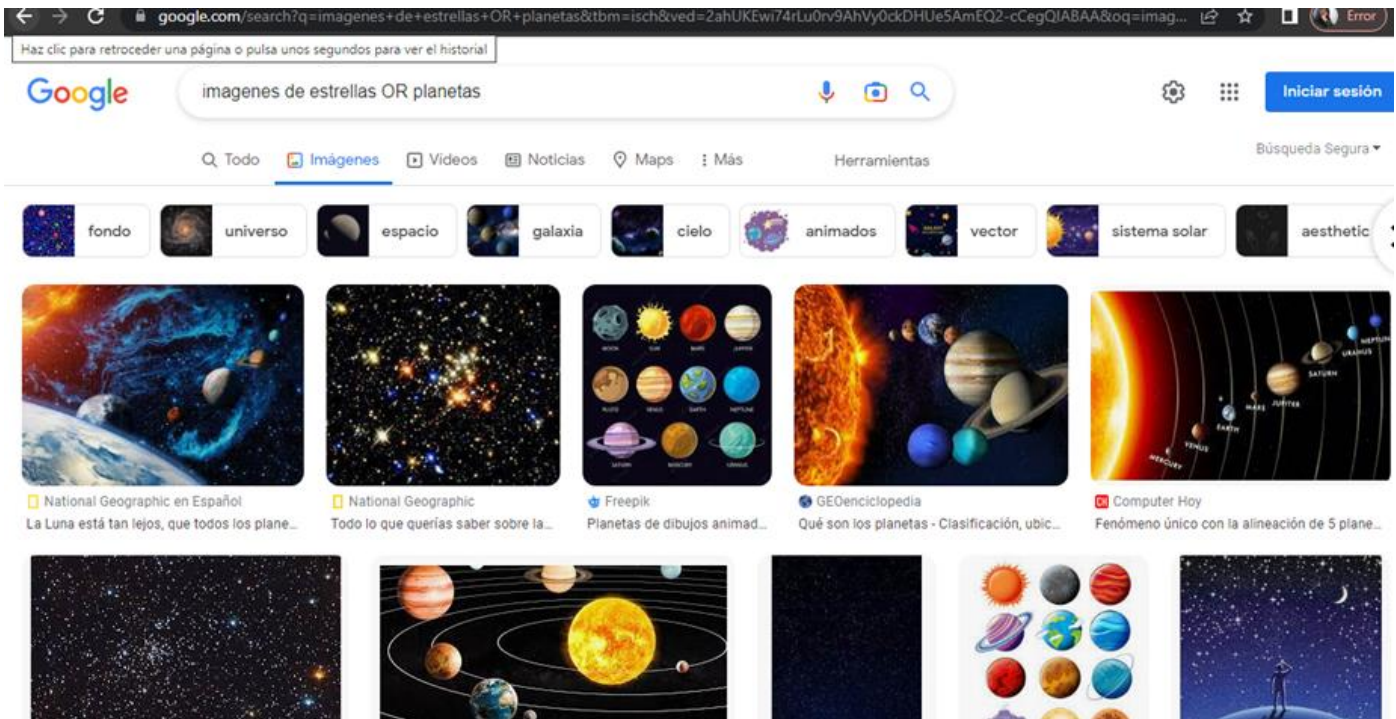 google.com/search?q=imagenes+de+estrellas+OR+planetas&tbm=isch&ved=2ahUKEwi74rLu0rv9AhVy0ckDHUe5AmEQ2-cCegQIABAA&oq=imag... Error
Haz clic para retroceder una página o pulsa unos segundos para ver el historial
Google imagenes de estrellas OR planetas Iniciar sesión
Todo Imágenes Vídeos Noticias Maps Más Herramientas Búsqueda Segura
fondo universo espacio galaxia cielo animados vector sistema solar aesthetic
MOON SUN MARS JUPITER
PLUTO VENUS EARTH NEPTUNE
SATURN MERCURY URANUS
MERCURY VENUS EARTH MARS JUPITER SATURN URANUS NEPTUN
National Geographic en Español National Geographic Freepik GEOenciclopedia Computer Hoy
La Luna está tan lejos, que todos los plane... Todo lo que querías saber sobre la... Planetas de dibujos animad... Qué son los planetas - Clasificación, ubic... Fenómeno único con la alineación de 5 plane...